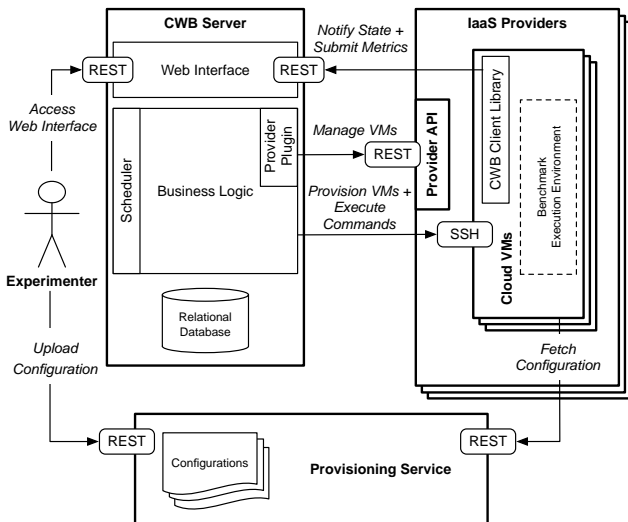 CWB Server
IaaS Providers
Notify State +
Submit Metrics
REST
Web Interface
REST
Access
Web Interface
CWB Client Library
Benchmark
Execution Environment
Cloud VMs
Provider API
Scheduler
Provider
Plugin
Business Logic
Manage VMs
REST
Provision VMs +
Execute
Commands
SSH
Experimenter
Relational
Database
Upload
Configuration
Fetch
Configuration
REST
Configurations
Provisioning Service
REST